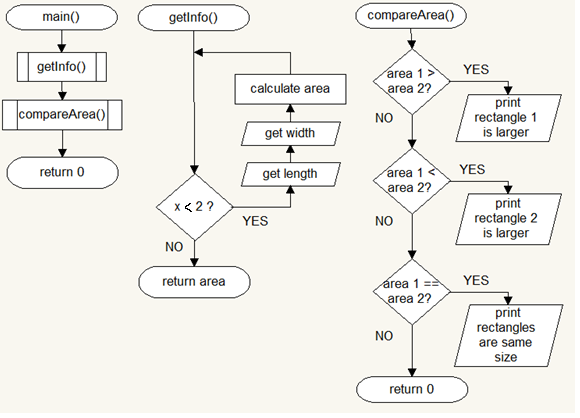 main()
getInfo()
compareArea()
return 0
getInfo()
calculate area
get width
get length
x < 2 ?
YES
NO
return area
compareArea()
area 1 >
area 2?
YES
print
rectangle 1
is larger
NO
area 1 <
area 2?
YES
print
rectangle 2
is larger
NO
area 1 ==
area 2?
YES
print
rectangles
are same
size
NO
return 0